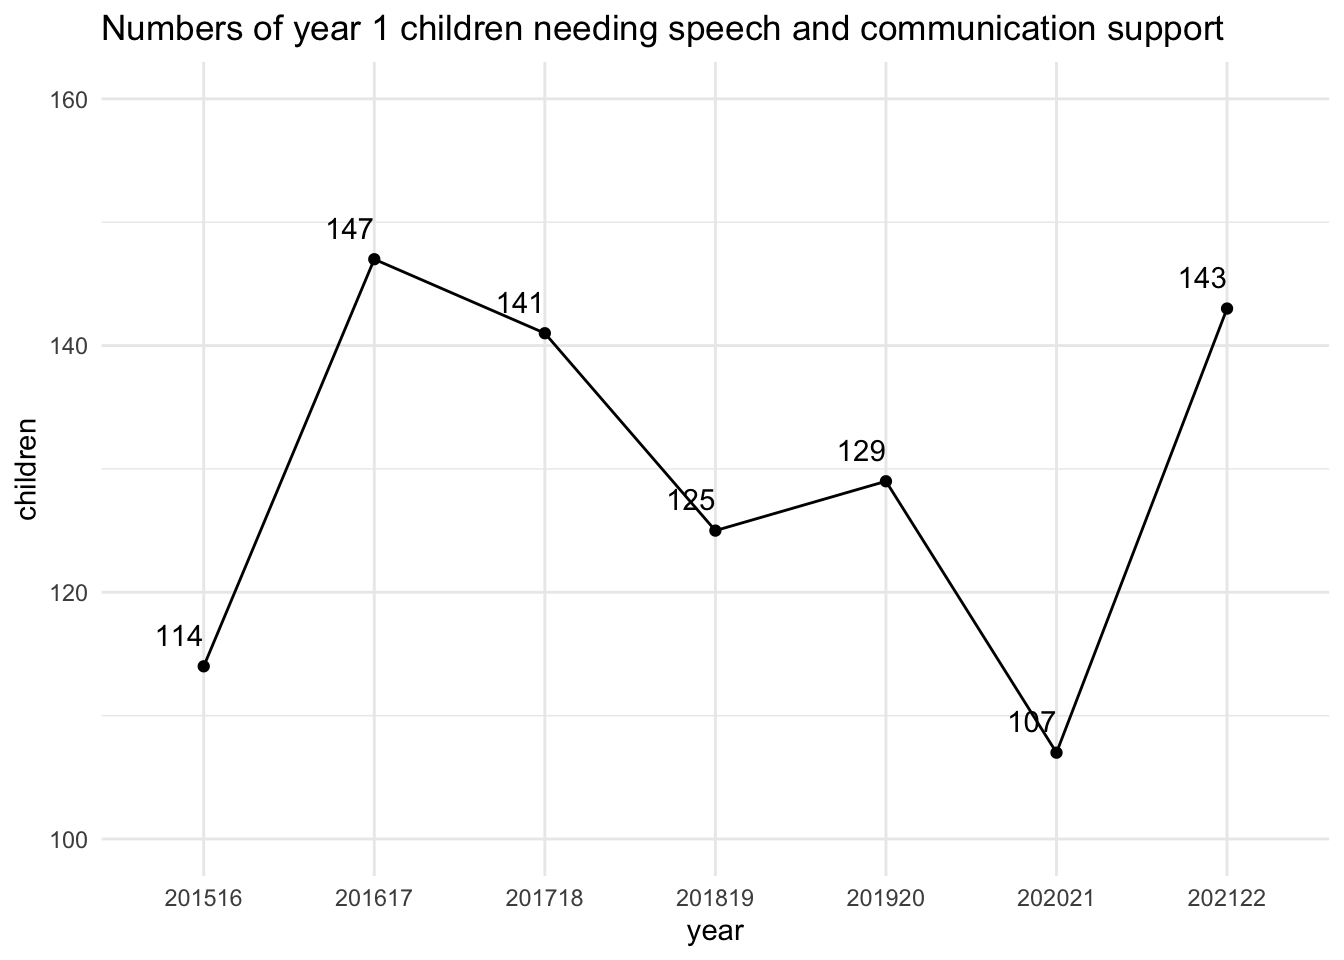 Numbers of year 1 children needing speech and communication support
160
147
143
141
140
children
129
125
120
114
107
100
201516 201617 201718 201819 201920 202021 202122
year